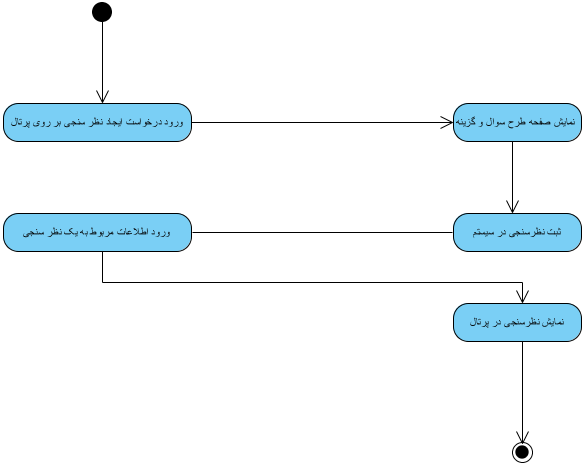 ورود درخواست ایجاد نظر سنجی بر روی پرتال
نمایش صفحه طرح سوال و گزینه
ثبت نظرسنجی در سیستم
ورود اطلاعات مربوط به یک نظر سنجی
نمایش نظرسنجی در پرتال